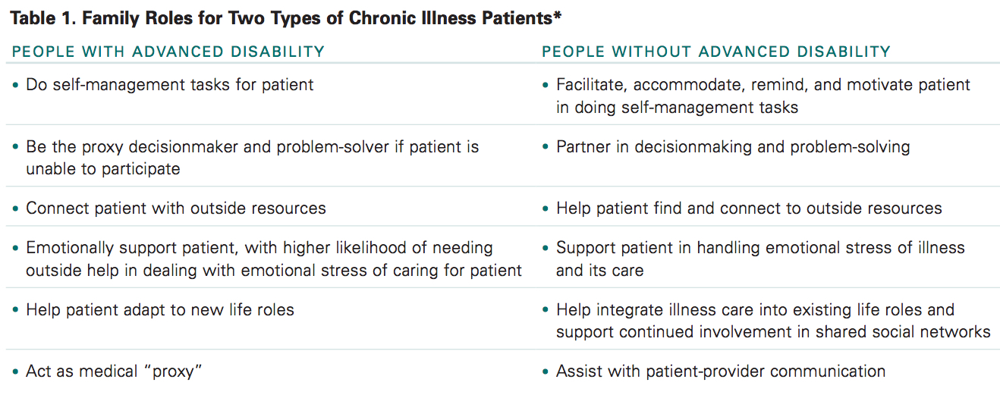 Table 1. Family Roles for Two Types of Chronic Illness Patients*
PEOPLE WITH ADVANCED DISABILITY
PEOPLE WITHOUT ADVANCED DISABILITY
• Do self-management tasks for patient
• Facilitate, accommodate, remind, and motivate patient
in doing self-management tasks
• Be the proxy decisionmaker and problem-solver if patient is
unable to participate
• Partner in decisionmaking and problem-solving
• Connect patient with outside resources
• Help patient find and connect to outside resources
• Emotionally support patient, with higher likelihood of needing
outside help in dealing with emotional stress of caring for patient
• Support patient in handling emotional stress of illness
and its care
• Help patient adapt to new life roles
• Help integrate illness care into existing life roles and
support continued involvement in shared social networks
• Act as medical “proxy”
• Assist with patient-provider communication